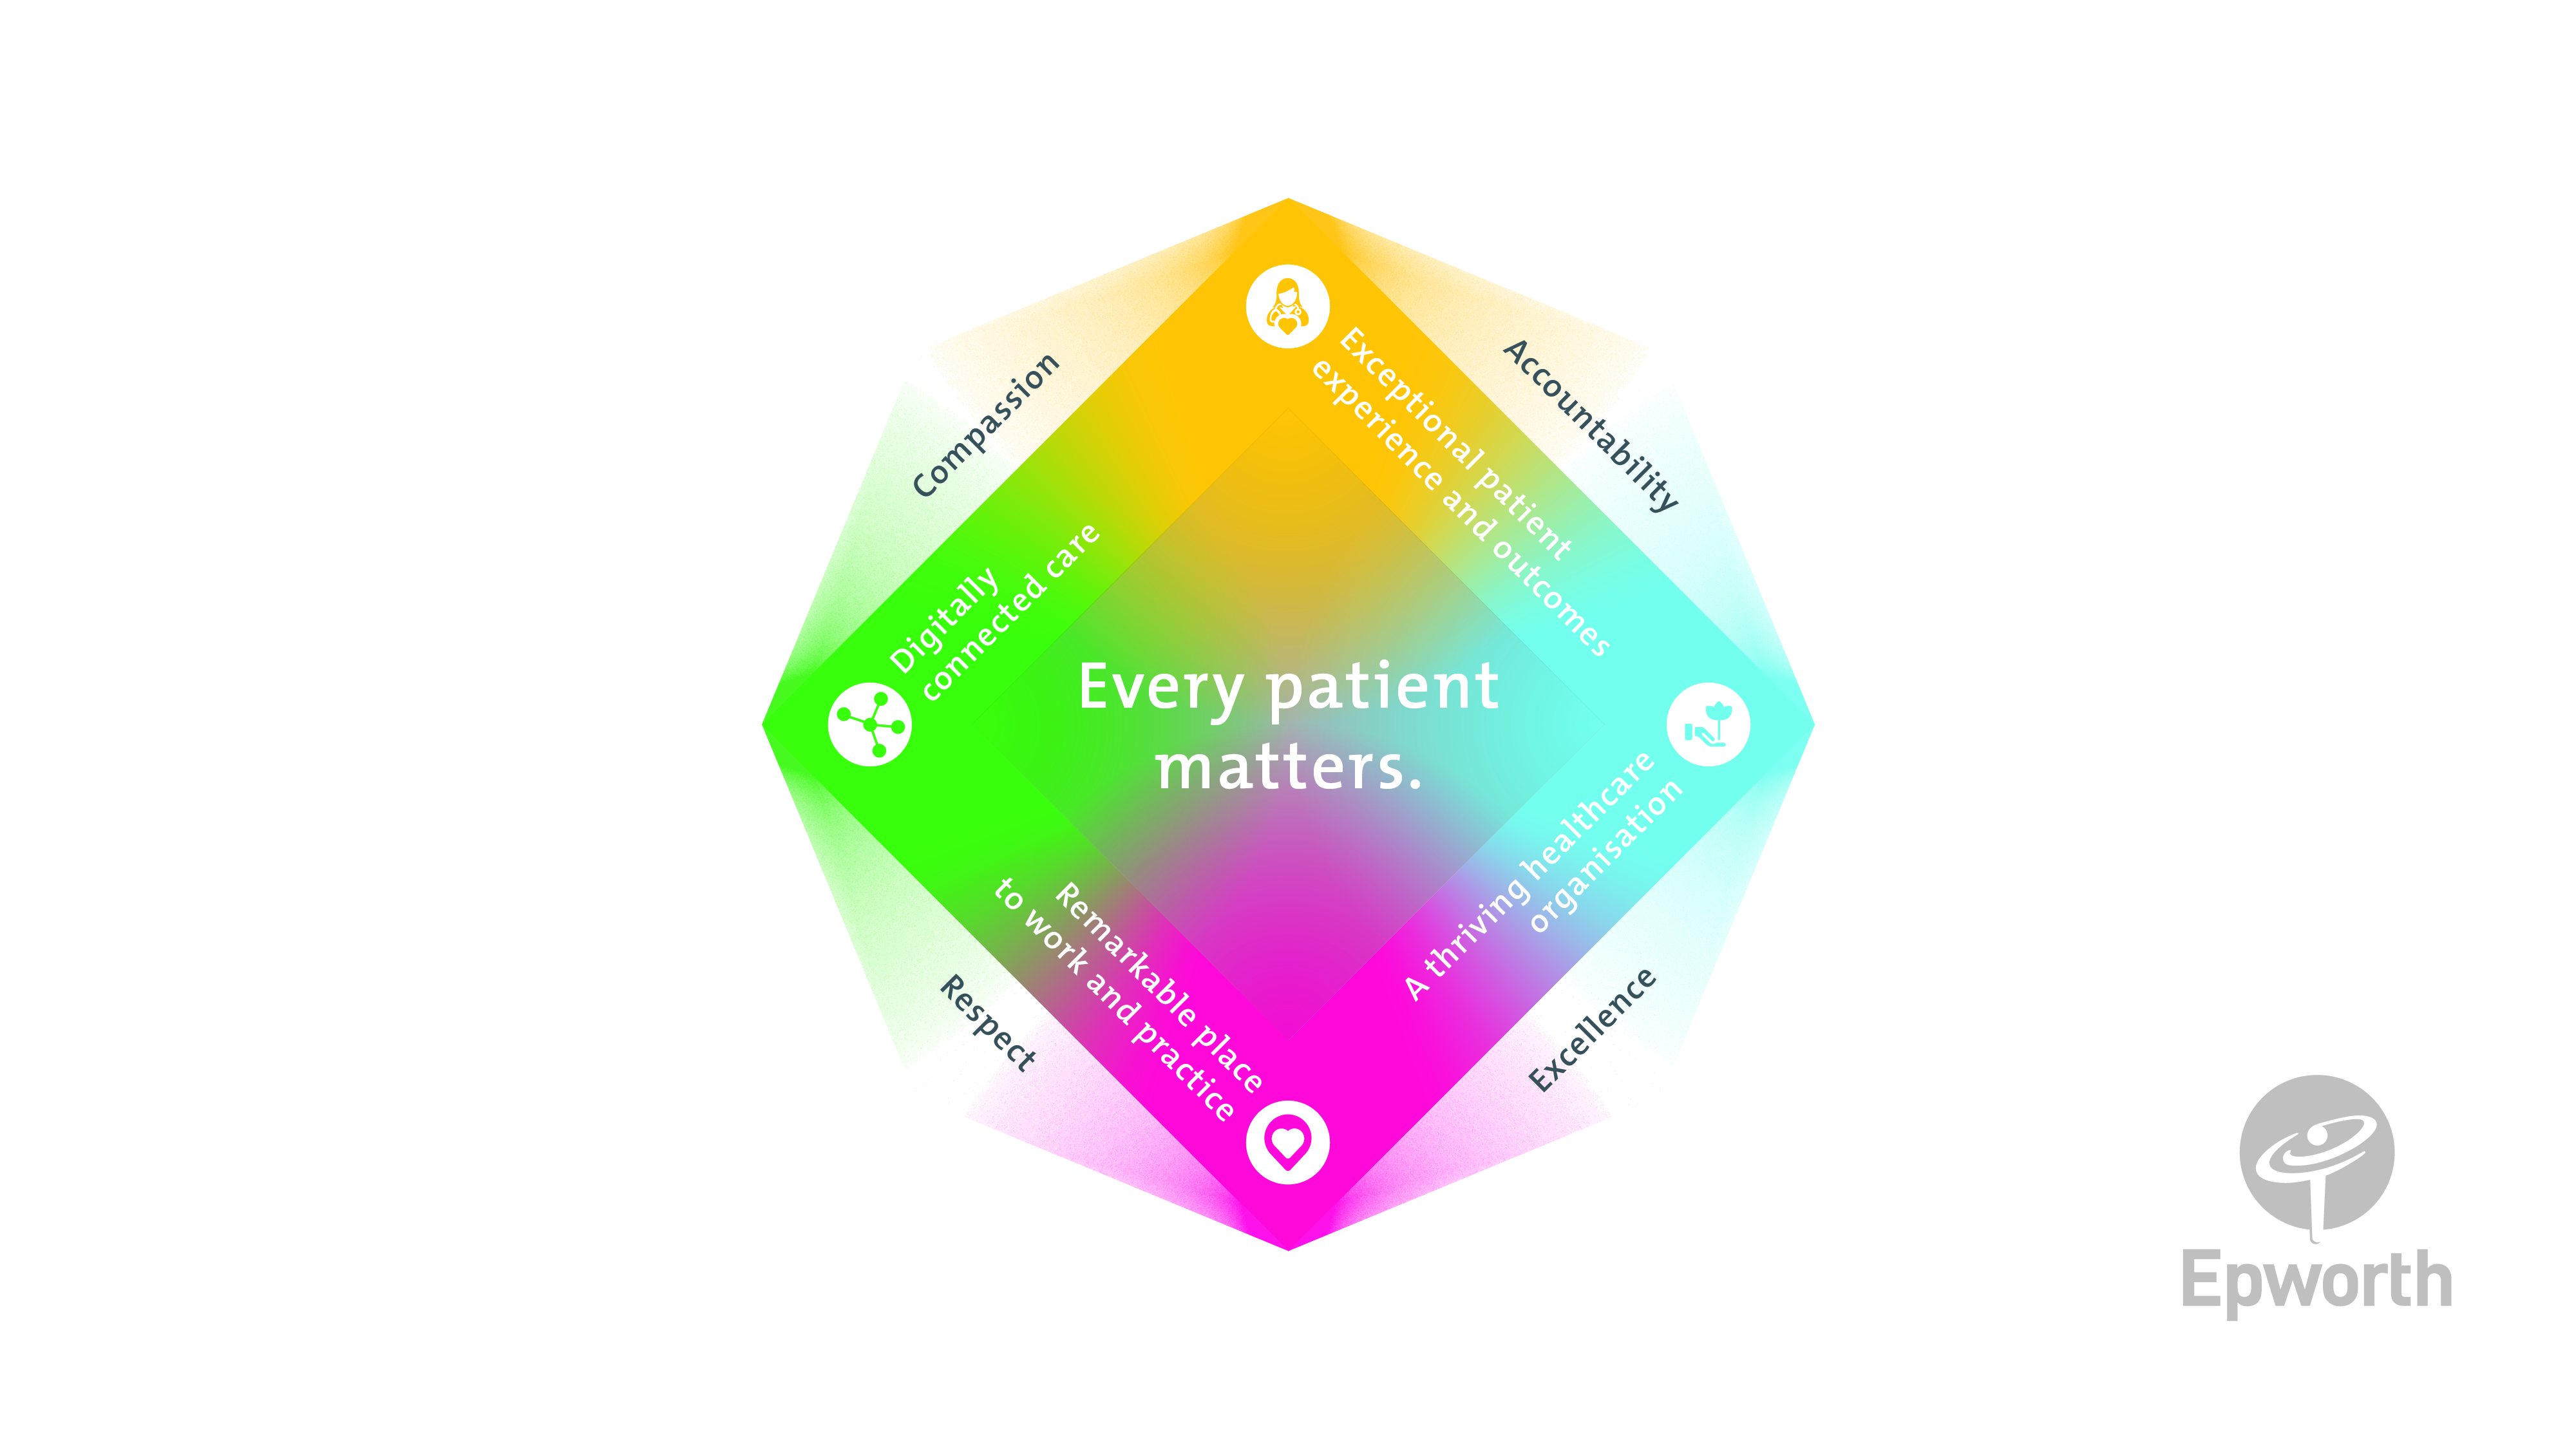 Compassion
Accountability
Exceptional patient
experience and outcomes
Digitally
connected care
Every patient
matters.
A thriving healthcare
organisation
Remarkable place
to work and practice
Respect
Excellence
Epworth